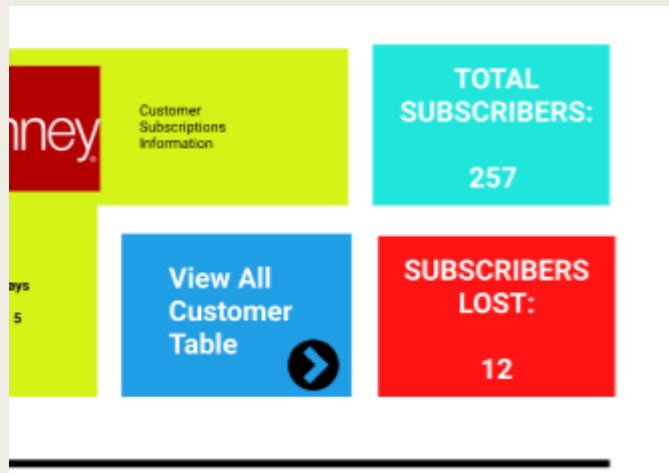 nney
Customer
Subscriptions
Information
TOTAL
SUBSCRIBERS:
257
ays
5
View All
Customer
Table
SUBSCRIBERS
LOST:
12